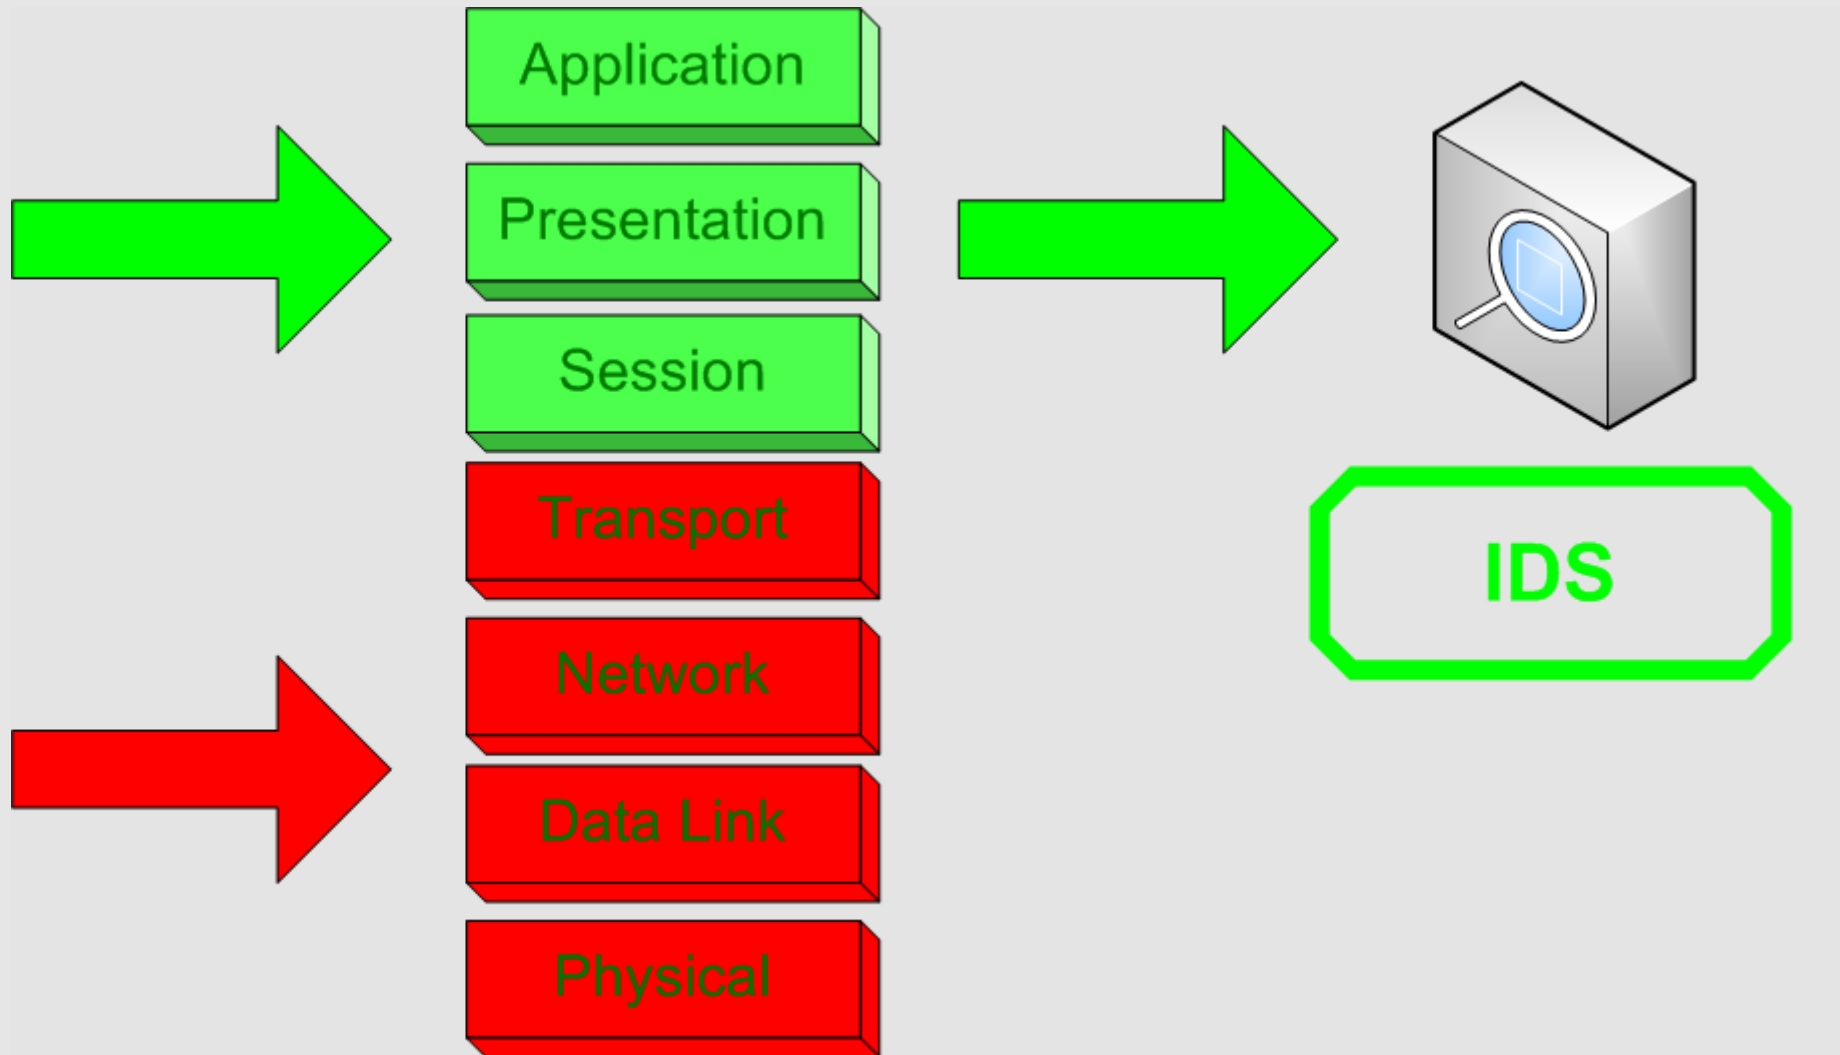 Application
Presentation
Session
Transport
Network
Data Link
Physical
IDS